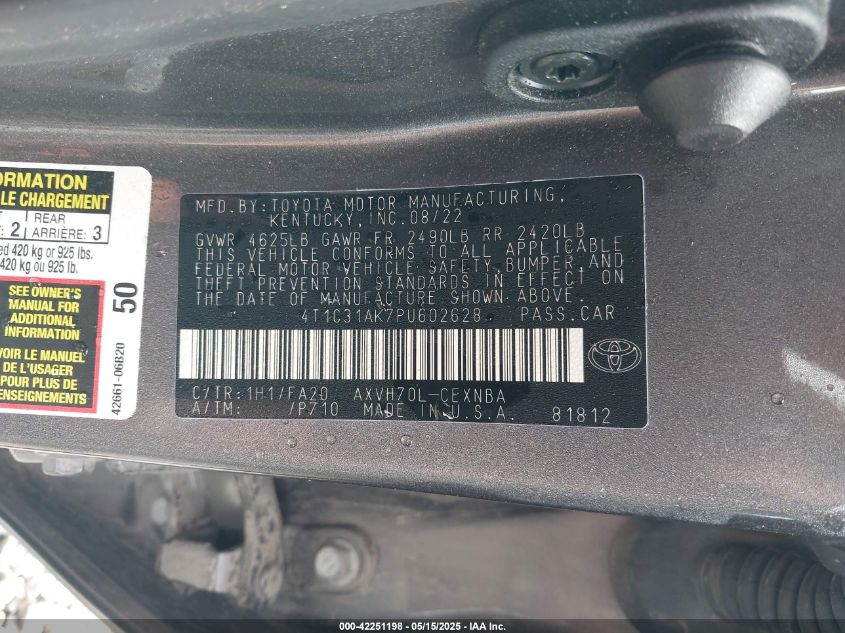 ORMATION
LE CHARGEMENT
REAR
: 2 ARRIÈRE: 3
ed 420 kg or 925 lbs.
420 kg ou 925 lb.
SEE OWNER'S
MANUAL FOR
ADDITIONAL
INFORMATION
VOIR LE MANUEL
DE L'USAGER
POUR PLUS DE
RENSEIGNEMENTS
50
42661-06B20
MFD.BY:TOYOTA MOTOR MANUFACTURING,
KENTUCKY,INC.08/22
GVWR 4625LB GAWR FR 2490LB RR 2420LB
THIS VEHICLE CONFORMS TO ALL APPLICABLE
FEDERAL MOTOR VEHICLE SAFETY,BUMPER,AND
THEFT PREVENTION STANDARDS IN EFFECT ON
THE DATE OF MANUFACTURE SHOWN ABOVE.
4T1C31AK7PU602628 PASS.CAR
C/TR:1H1/FA20 AXVH70L-CEXNBA
A/TM: /P710 MADE IN U.S.A. 81812
000-42251198 - 05/15/2025 - IAA Inc.